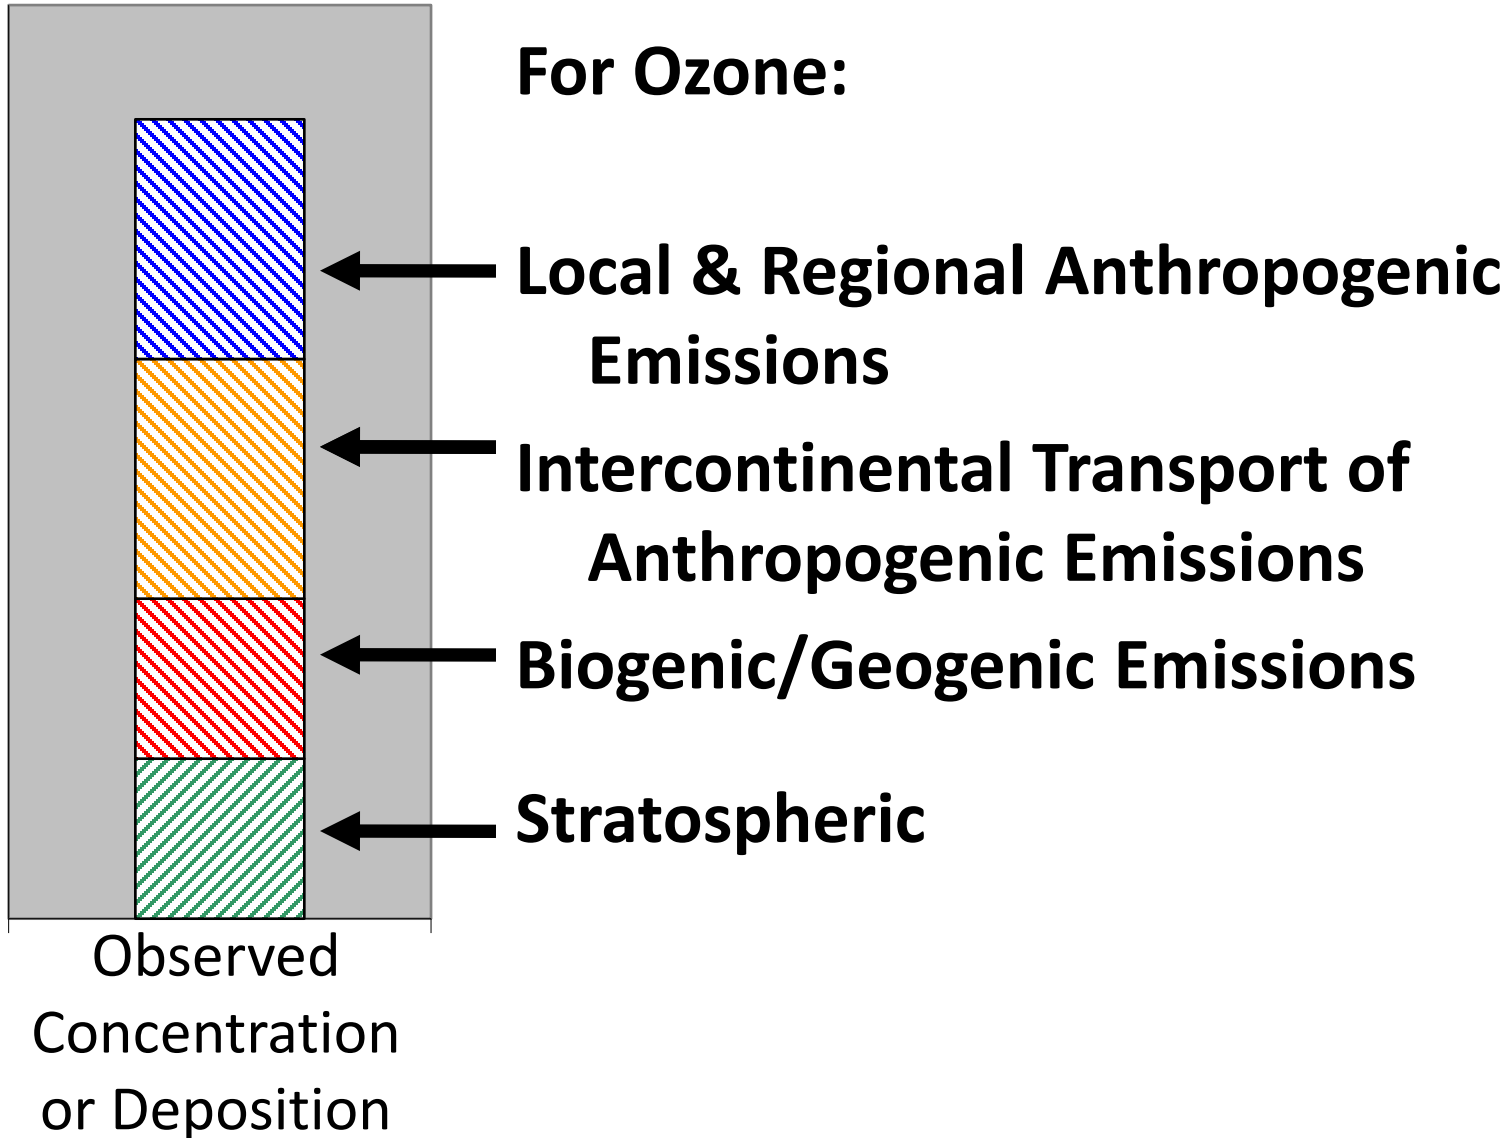 For Ozone:
Local & Regional Anthropogenic
Emissions
Intercontinental Transport of
Anthropogenic Emissions
Biogenic/Geogenic Emissions
Stratospheric
Observed
Concentration
or Deposition